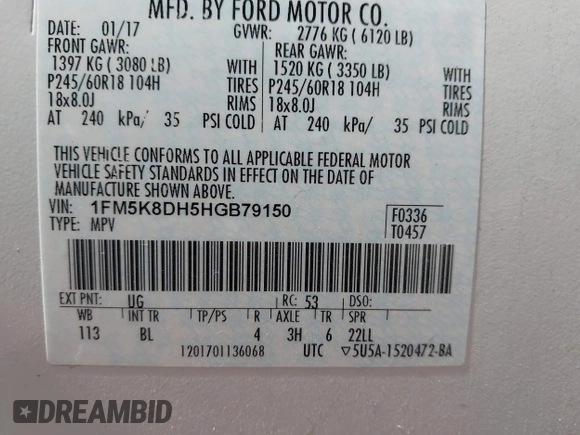 MFD. BY FORD MOTOR CO.
DATE: 01/17 GVWR: 2776 KG ( 6120 LB)
FRONT GAWR: REAR GAWR:
1397 KG ( 3080 LB) WITH 1520 KG ( 3350 LB) WITH
P245/60R18 104H TIRES P245/60R18 104H TIRES
18x8.0J RIMS 18x8.0J RIMS
AT 240 kPa/ 35 PSI COLD AT 240 kPa/ 35 PSI COLD
THIS VEHICLE CONFORMS TO ALL APPLICABLE FEDERAL MOTOR
VEHICLE SAFETY STANDARDS IN EFFECT ON THE DATE OF
MANUFACTURE SHOWN ABOVE.
VIN: 1FM5K8DH5HGB79150 F0336
TYPE: MPV T0457
EXT PNT: UG RC: 53 DSO:
WB INT TR TP/PS R AXLE TR SPR
113 BL 4 3H 6 22LL
1201701136068 UTC ▽5U5A-1520472-BA
DREAMBID